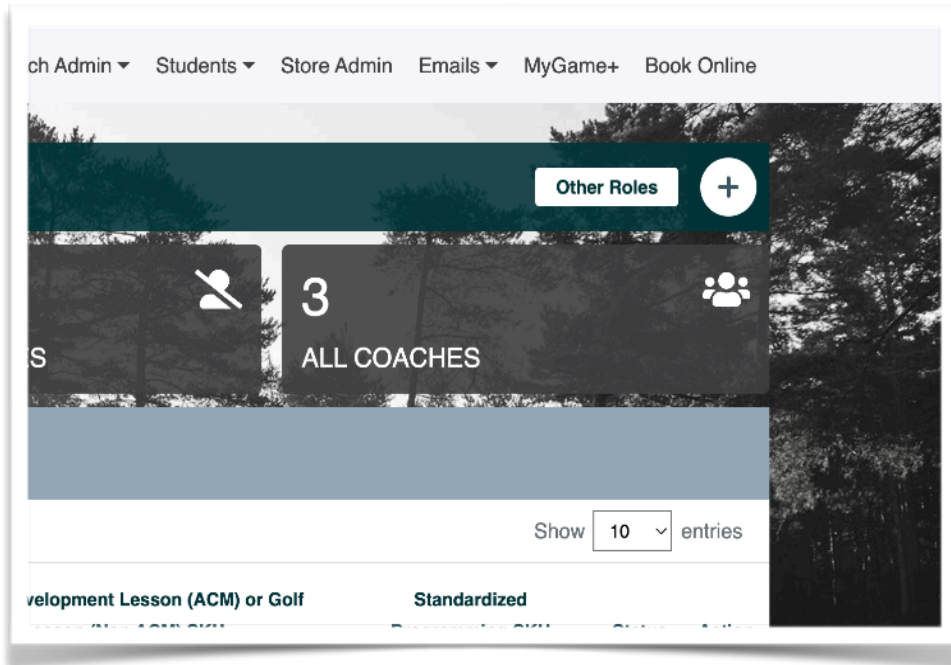 ch Admin Students Store Admin Emails MyGame+ Book Online
Other Roles +
3
ES
ALL COACHES
Show 10 entries
velopment Lesson (ACM) or Golf Standardized